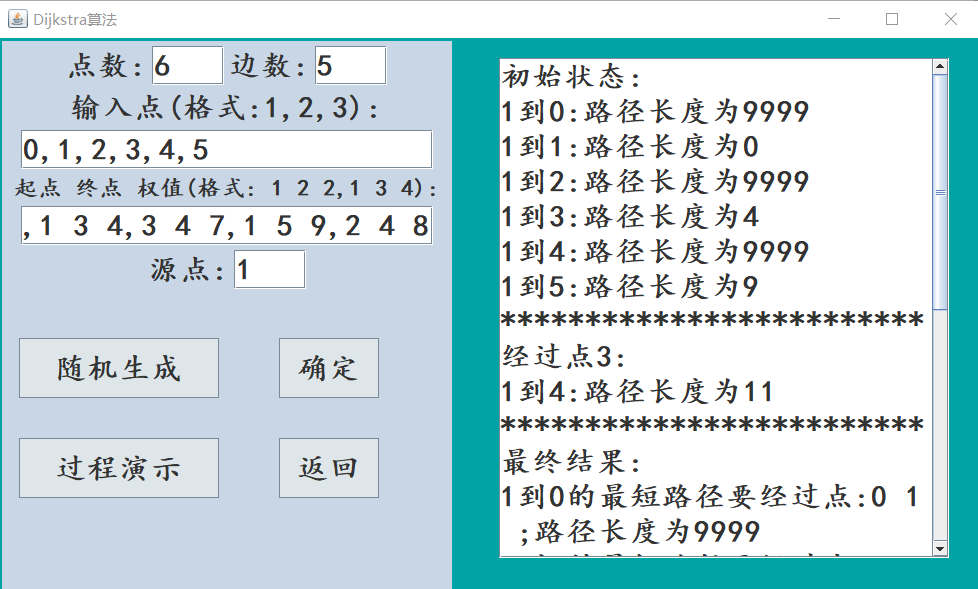 Dijkstra算法
点数: 6 边数: 5
输入点(格式:1,2,3):
0,1,2,3,4,5
起点 终点 权值(格式: 1 2 2,1 3 4):
,1 3 4,3 4 7,1 5 9,2 4 8
源点: 1
随机生成 确定
过程演示 返回
初始状态:
1到0:路径长度为9999
1到1:路径长度为0
1到2:路径长度为9999
1到3:路径长度为4
1到4:路径长度为9999
1到5:路径长度为9
*************************
经过点3:
1到4:路径长度为11
*************************
最终结果:
1到0的最短路径要经过点:0 1
;路径长度为9999